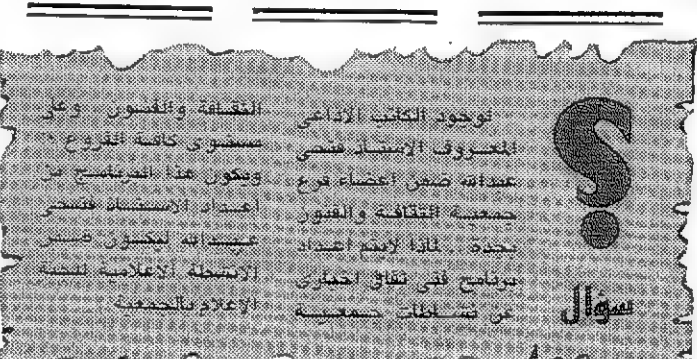 سؤال
لوجود الكاتب الاذاعي
المعروف الاستاذ فتحي
عبدالله ضمن اعضاء فرع
جمعية الثقافة والفنون
بجدة . لماذا لايتم اعداد
برنامج فني ثقافي اخباري
عن نشاطات جمعية
الثقافة والفنون وعلى
مستوى كافة الفروع
ويكون هذا البرنامج من
اعداد الاستاذ فتحي
عبدالله ليكون ضمن
الانشطة الاعلامية للجنة
الاعلام بالجمعية